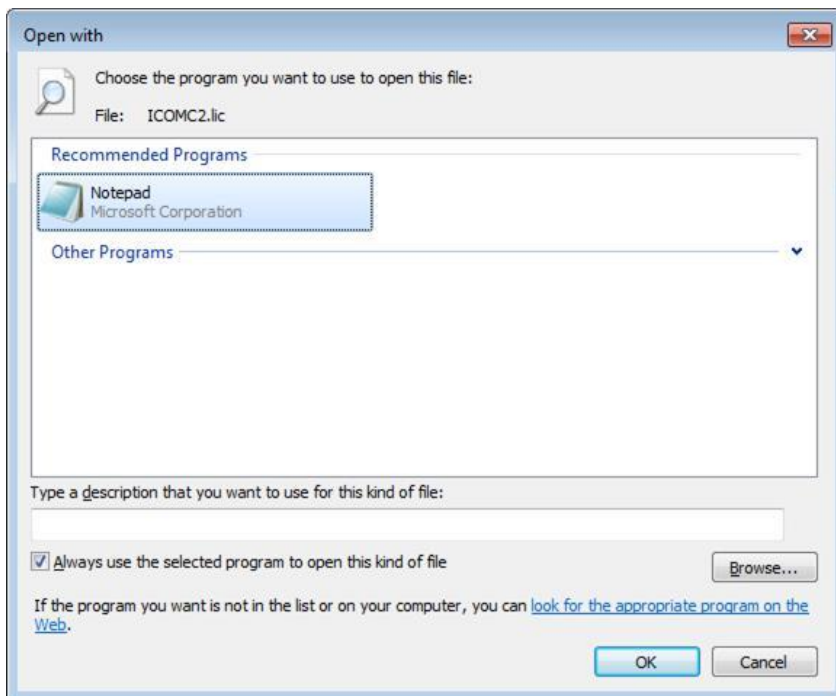 Open with
Choose the program you want to use to open this file:
File: ICOMC2.lic
Recommended Programs
Notepad
Microsoft Corporation
Other Programs
Type a description that you want to use for this kind of file:
Always use the selected program to open this kind of file
Browse...
If the program you want is not in the list or on your computer, you can look for the appropriate program on the
Web.
OK Cancel